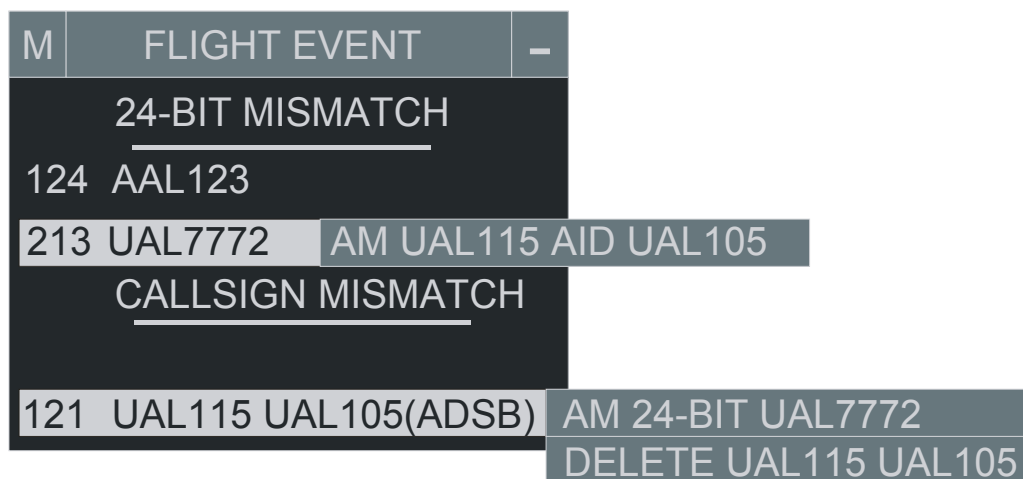 M FLIGHT EVENT –
24-BIT MISMATCH
124 AAL123
213 UAL7772 AM UAL115 AID UAL105
CALLSIGN MISMATCH
121 UAL115 UAL105(ADSB) AM 24-BIT UAL7772
DELETE UAL115 UAL105